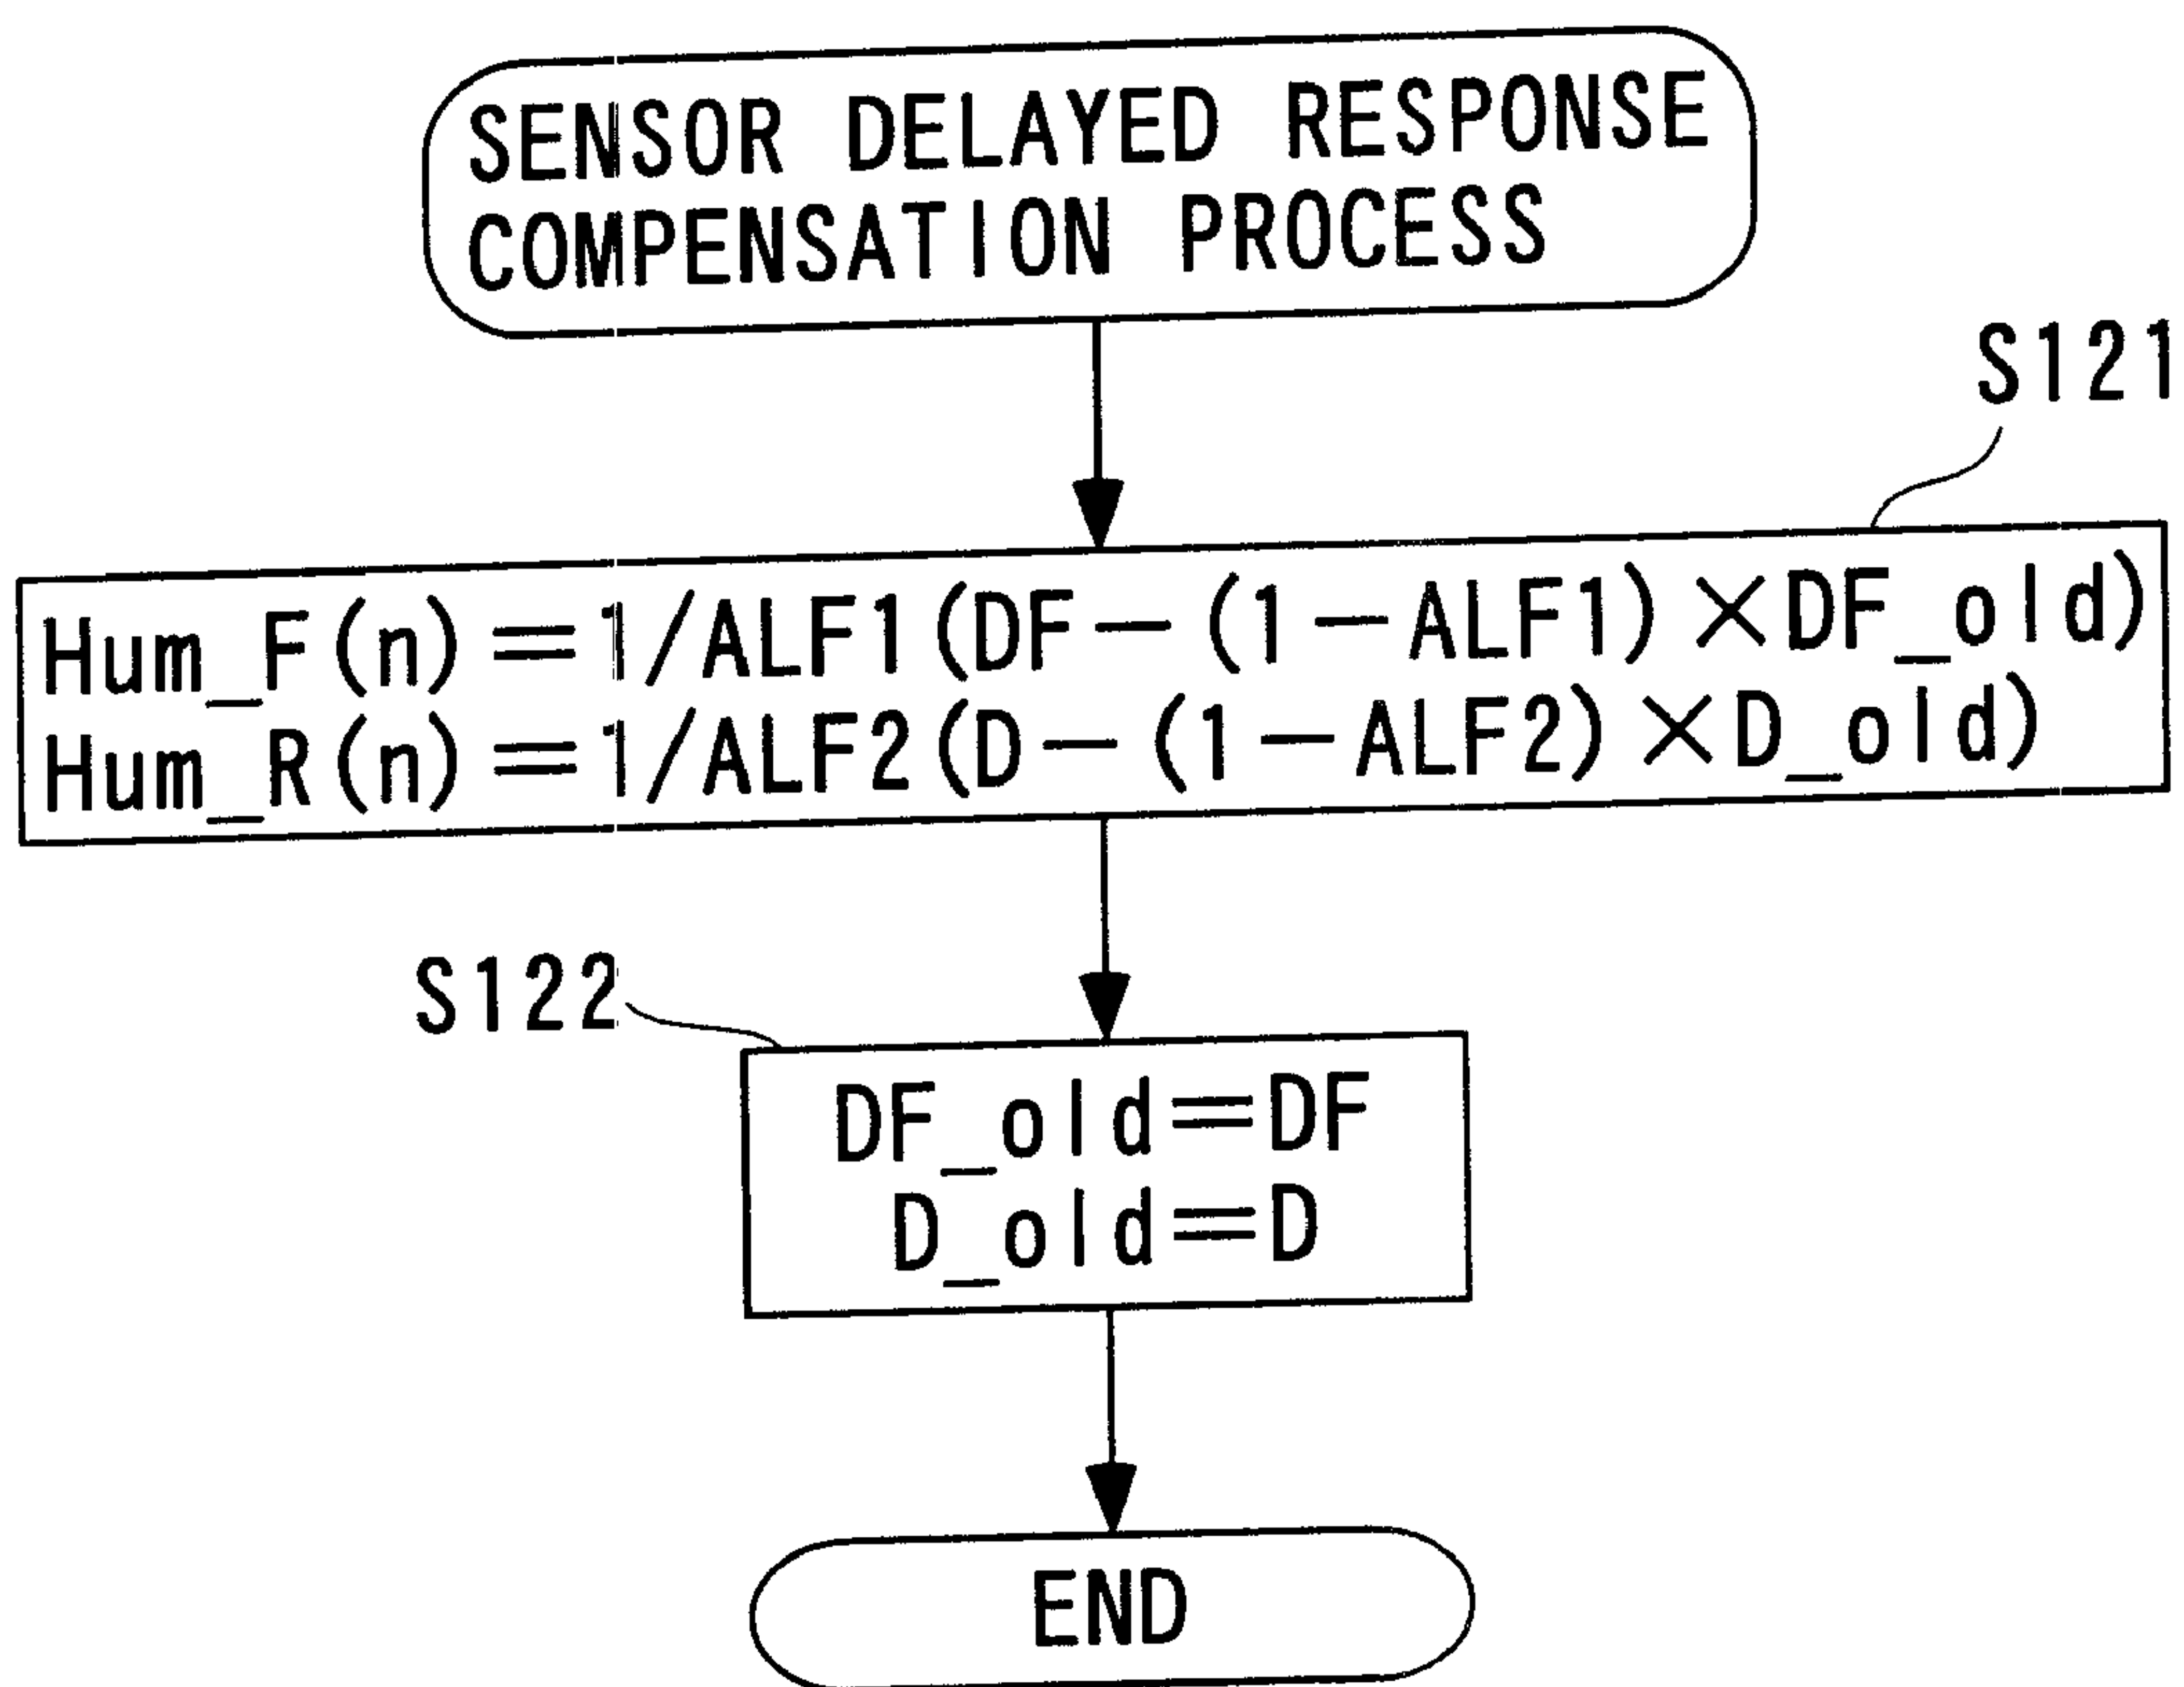 SENSOR DELAYED RESPONSE
COMPENSATION PROCESS
S121
Hum_F(n)=1/ALF1(DF-(1-ALF1)×DF_old)
Hum_R(n)=1/ALF2(D-(1-ALF2)×D_old)
S122
DF_old=DF
D_old=D
END